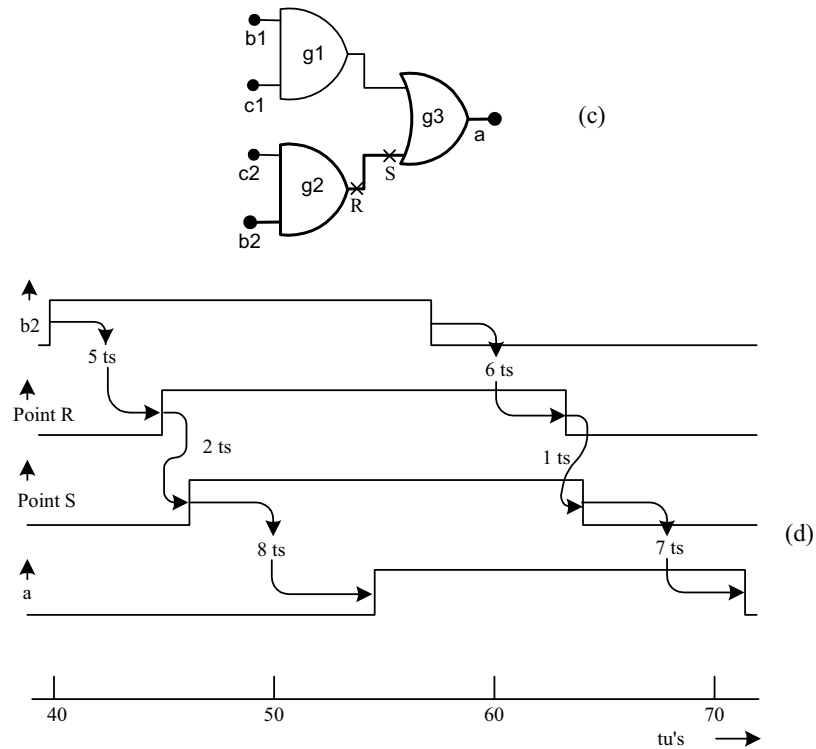 b1
g1
c1
g3
a
(c)
c2
g2
S
R
b2
b2
5 ts
6 ts
Point R
2 ts
1 ts
Point S
(d)
8 ts
7 ts
a
40
50
60
70
tu's